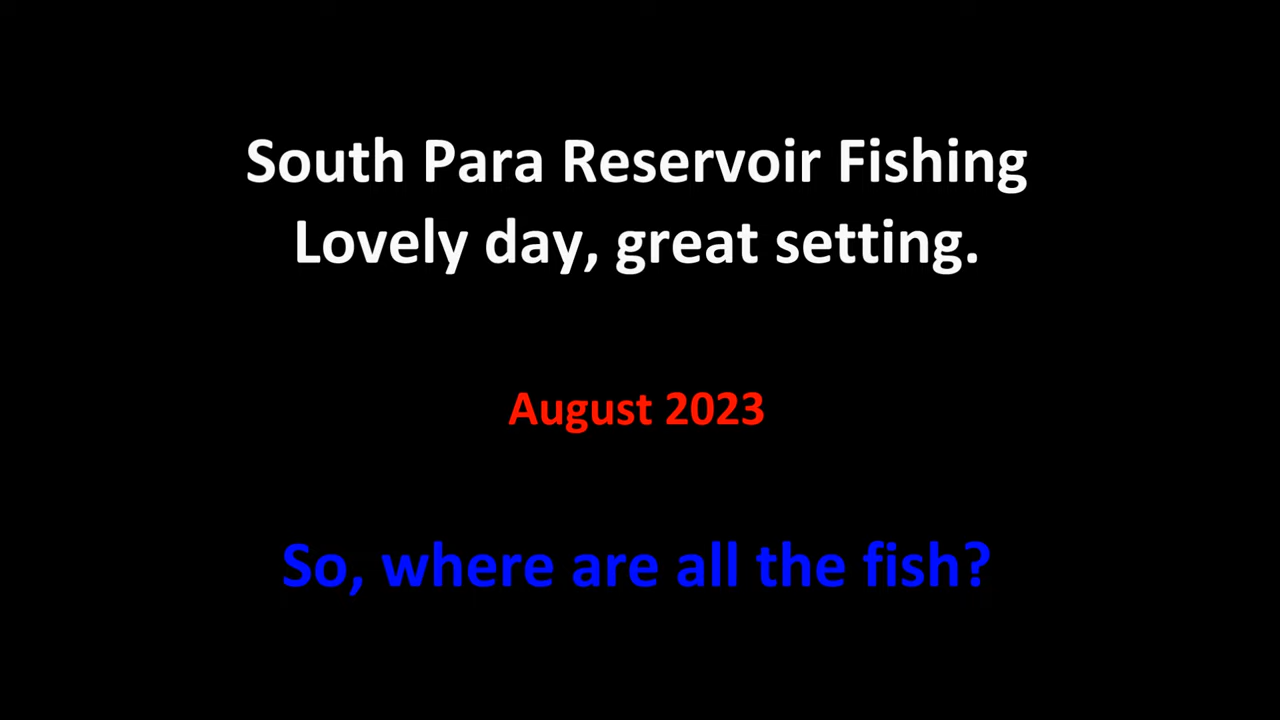 South Para Reservoir Fishing
Lovely day, great setting.
August 2023
So, where are all the fish?